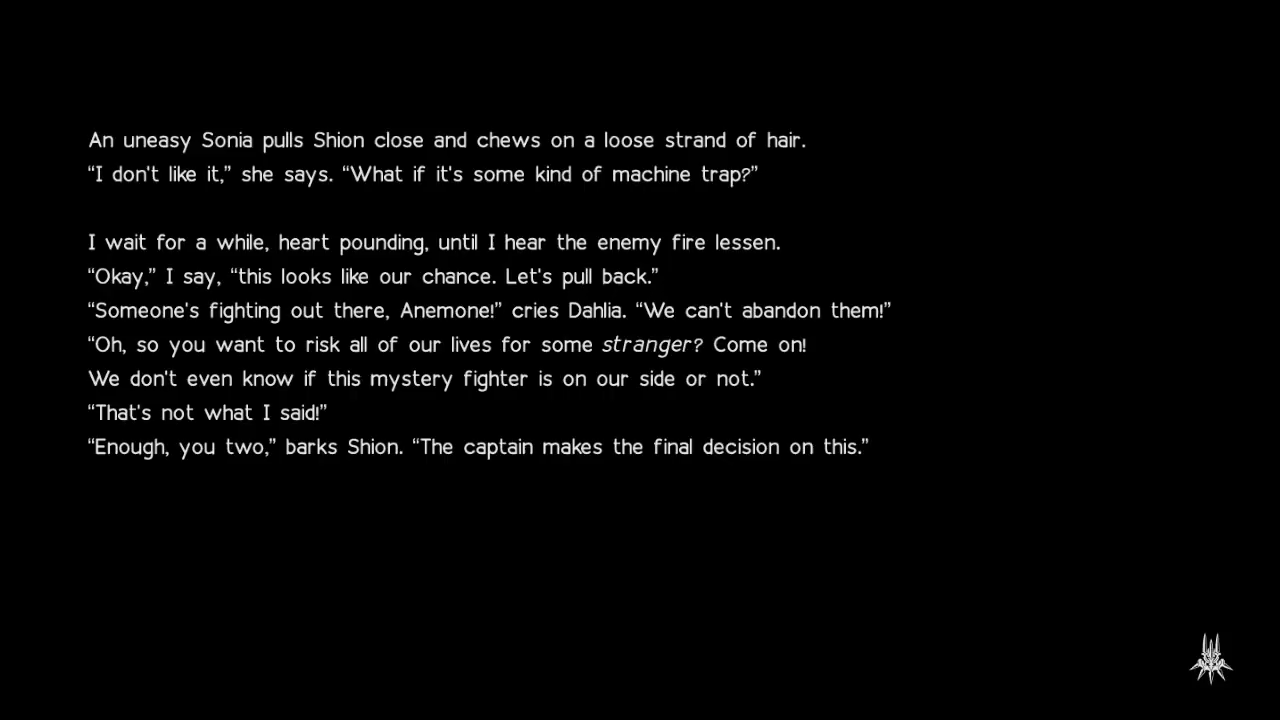 An uneasy Sonia pulls Shion close and chews on a loose strand of hair.
“I don't like it,” she says. “What if it's some kind of machine trap?”
I wait for a while, heart pounding, until I hear the enemy fire lessen.
“Okay,” I say, “this looks like our chance. Let's pull back.”
“Someone's fighting out there, Anemone!” cries Dahlia. “We can't abandon them!”
“Oh, so you want to risk all of our lives for some stranger? Come on!
We don't even know if this mystery fighter is on our side or not.”
“That's not what I said!”
“Enough, you two,” barks Shion. “The captain makes the final decision on this.”